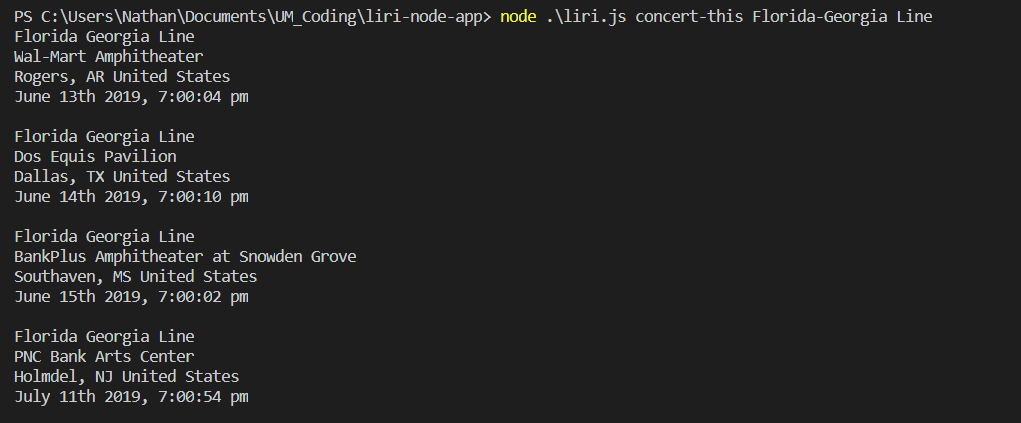 PS C:\Users\Nathan\Documents\UM_Coding\liri-node-app> node .\liri.js concert-this Florida-Georgia Line
Florida Georgia Line
Wal-Mart Amphitheater
Rogers, AR United States
June 13th 2019, 7:00:04 pm
Florida Georgia Line
Dos Equis Pavilion
Dallas, TX United States
June 14th 2019, 7:00:10 pm
Florida Georgia Line
BankPlus Amphitheater at Snowden Grove
Southaven, MS United States
June 15th 2019, 7:00:02 pm
Florida Georgia Line
PNC Bank Arts Center
Holmdel, NJ United States
July 11th 2019, 7:00:54 pm